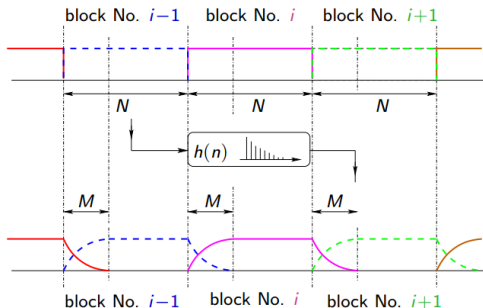 block No. i−1 block No. i block No. i+1
N N N
h(n)
M M M
block No. i−1 block No. i block No. i+1